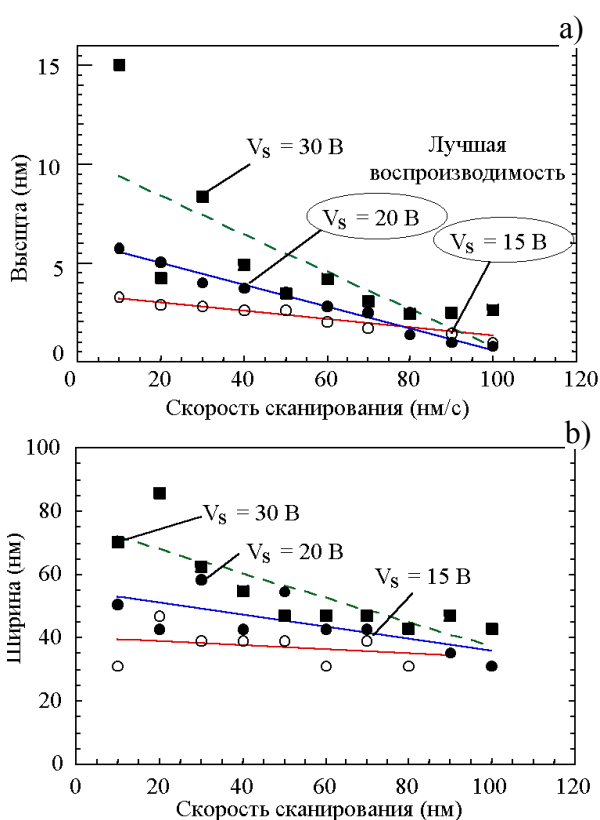 a)
15
10
5
0
Высщта (нм)
V_S = 30 В
Лучшая
воспроизводимость
V_S = 20 В
V_S = 15 В
0 20 40 60 80 100 120
Скорость сканирования (нм/с)
b)
100
80
60
40
20
0
Ширина (нм)
V_S = 30 В
V_S = 20 В
V_S = 15 В
0 20 40 60 80 100 120
Скорость сканирования (нм)